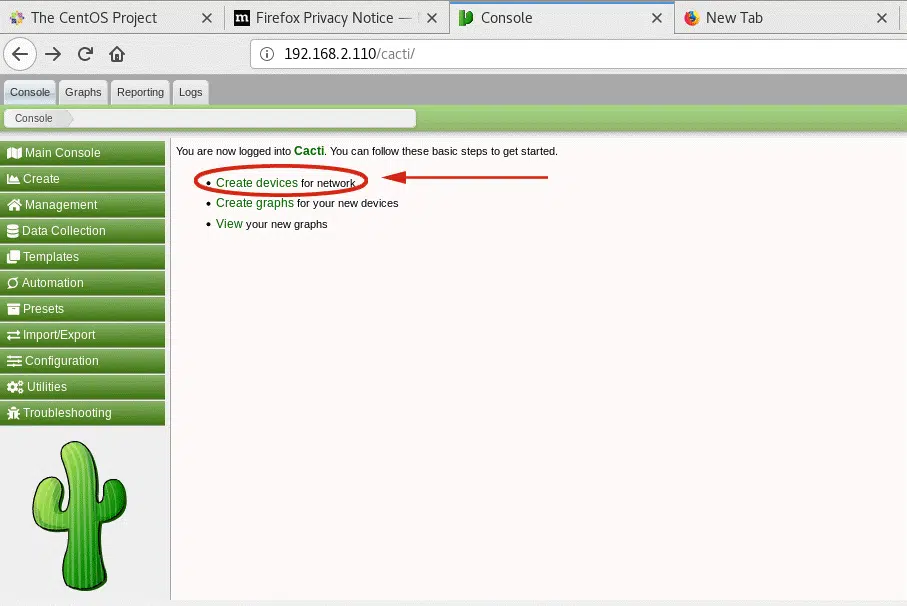 The CentOS Project
m Firefox Privacy Notice —
Console
New Tab
192.168.2.110/cacti/
Console Graphs Reporting Logs
Console
You are now logged into Cacti. You can follow these basic steps to get started.
• Create devices for network
• Create graphs for your new devices
• View your new graphs
Main Console
Create
Management
Data Collection
Templates
Automation
Presets
Import/Export
Configuration
Utilities
Troubleshooting